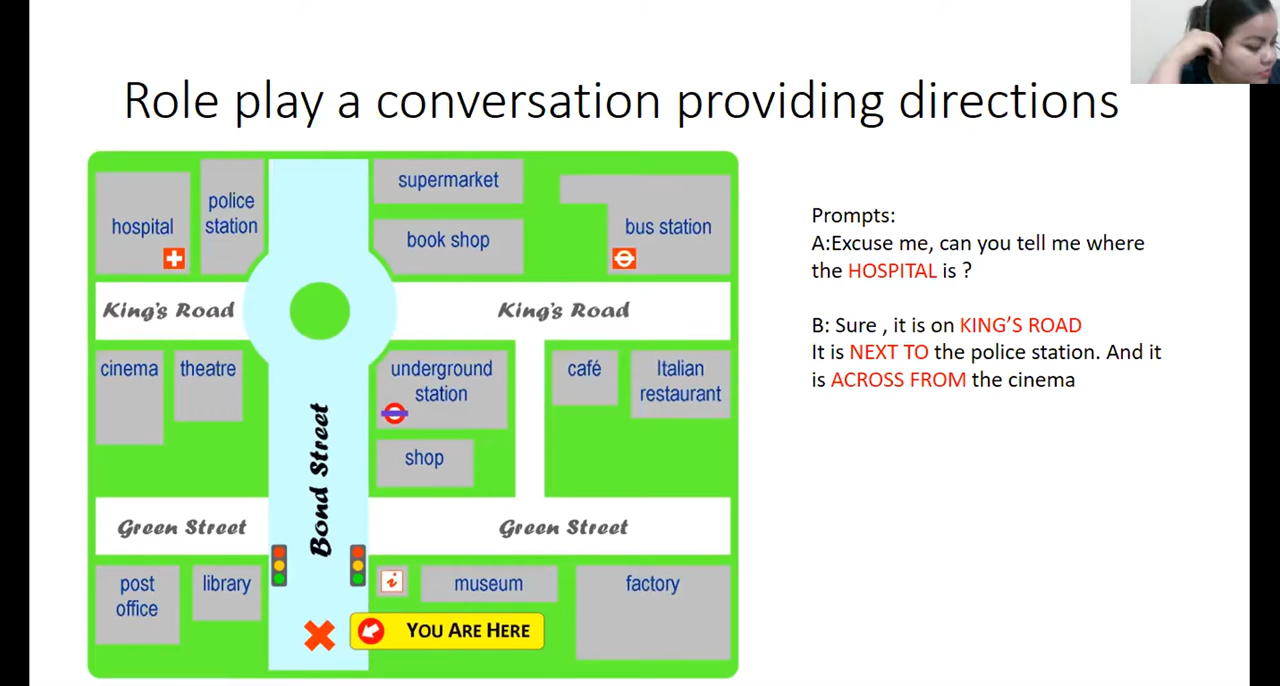 Role play a conversation providing directions
supermarket
police
station
hospital
book shop
bus station
King's Road
King's Road
cinema
theatre
underground
station
café
Italian
restaurant
shop
Bond Street
Green Street
Green Street
post
office
library
i
museum
factory
YOU ARE HERE
Prompts:
A:Excuse me, can you tell me where
the HOSPITAL is ?
B: Sure , it is on KING’S ROAD
It is NEXT TO the police station. And it
is ACROSS FROM the cinema